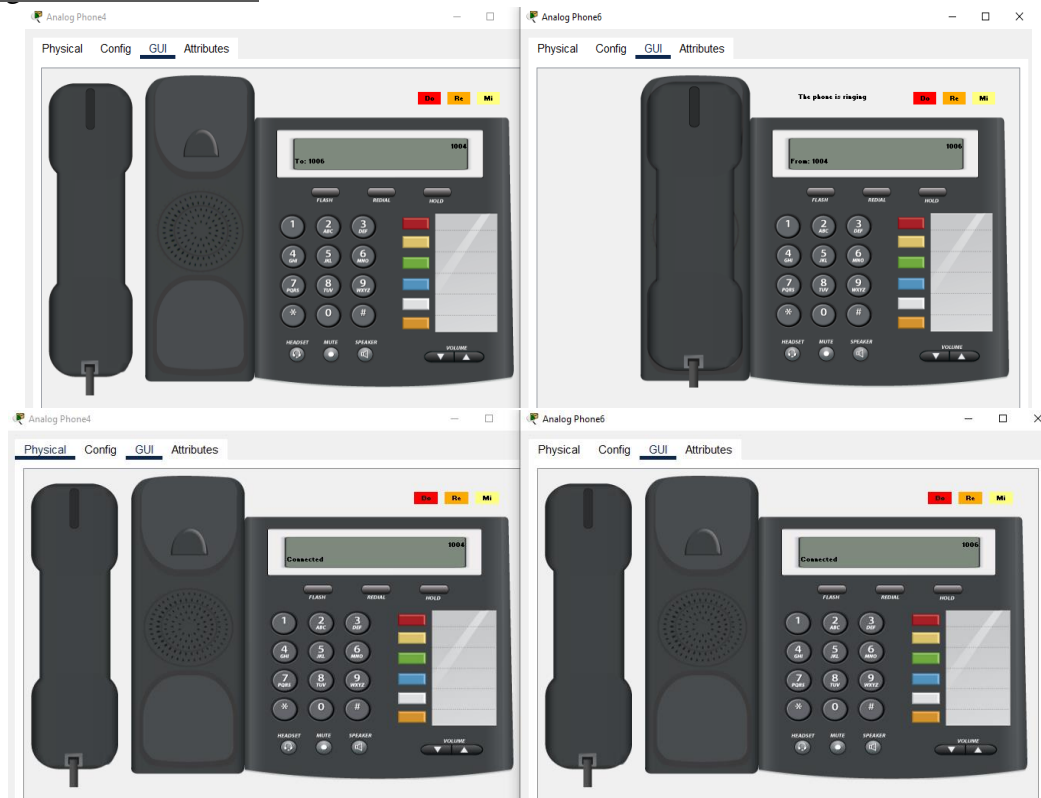 Analog Phone4
Physical Config GUI Attributes
Do Re Mi
1004
To: 1006
FLASH REDIAL HOLD
1 2 ABC 3 DEF
4 GHI 5 JKL 6 MNO
7 PQRS 8 TUV 9 WXYZ
* 0 #
HEADSET MUTE SPEAKER
VOLUME
Analog Phone6
Physical Config GUI Attributes
The phone is ringing
Do Re Mi
1006
From: 1004
FLASH REDIAL HOLD
1 2 ABC 3 DEF
4 GHI 5 JKL 6 MNO
7 PQRS 8 TUV 9 WXYZ
* 0 #
HEADSET MUTE SPEAKER
VOLUME
Analog Phone4
Physical Config GUI Attributes
Do Re Mi
1004
Connected
FLASH REDIAL HOLD
1 2 ABC 3 DEF
4 GHI 5 JKL 6 MNO
7 PQRS 8 TUV 9 WXYZ
* 0 #
HEADSET MUTE SPEAKER
VOLUME
Analog Phone6
Physical Config GUI Attributes
Do Re Mi
1006
Connected
FLASH REDIAL HOLD
1 2 ABC 3 DEF
4 GHI 5 JKL 6 MNO
7 PQRS 8 TUV 9 WXYZ
* 0 #
HEADSET MUTE SPEAKER
VOLUME